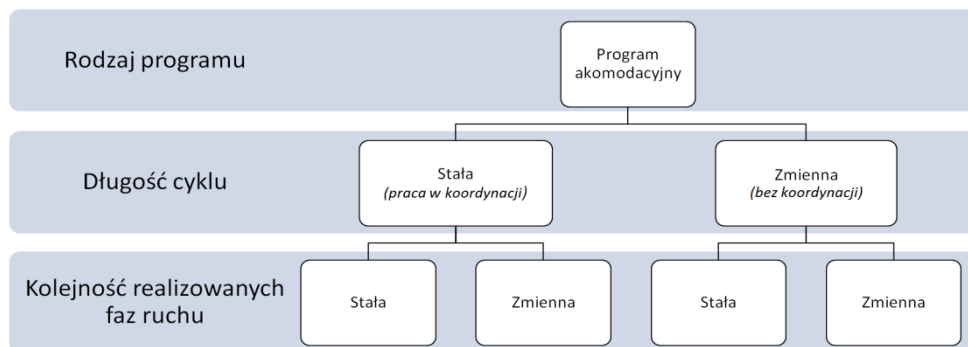 Rodzaj programu
Program
akomodacyjny
Długość cyklu
Stała
(praca w koordynacji)
Zmienna
(bez koordynacji)
Kolejność realizowanych
faz ruchu
Stała
Zmienna
Stała
Zmienna